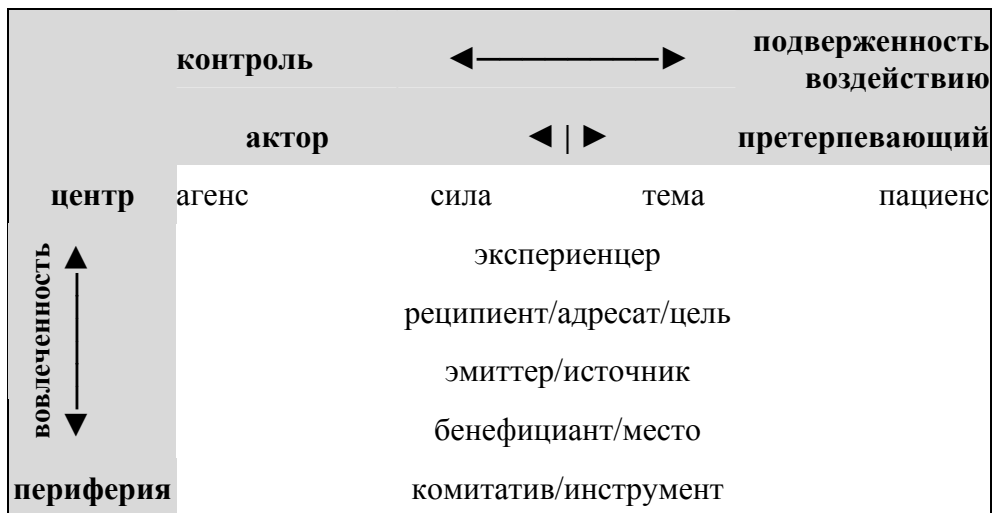 контроль ◄────────► подверженность
воздействию
актор ◄ | ► претерпевающий
центр агенс сила тема пациенс
вовлеченность
экспериенцер
реципиент/адресат/цель
эмиттер/источник
бенефициант/место
периферия комитатив/инструмент